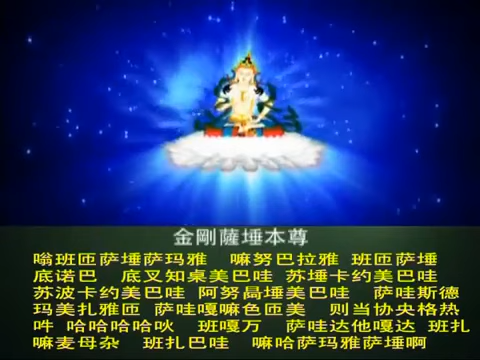 金剛薩埵本尊
嗡班匝萨埵萨玛雅　嘛努巴拉雅　班匝萨埵
底诺巴　底叉知桌美巴哇　苏埵卡约美巴哇
苏波卡约美巴哇　阿努晑埵美巴哇　萨哇斯德
玛美扎雅匝　萨哇嘎嘛色匝美　则当协央格热
吽　哈哈哈哈吙　班嘎万　萨哇达他嘎达　班扎
嘛麦母杂　班扎巴哇　嘛哈萨玛雅萨埵啊